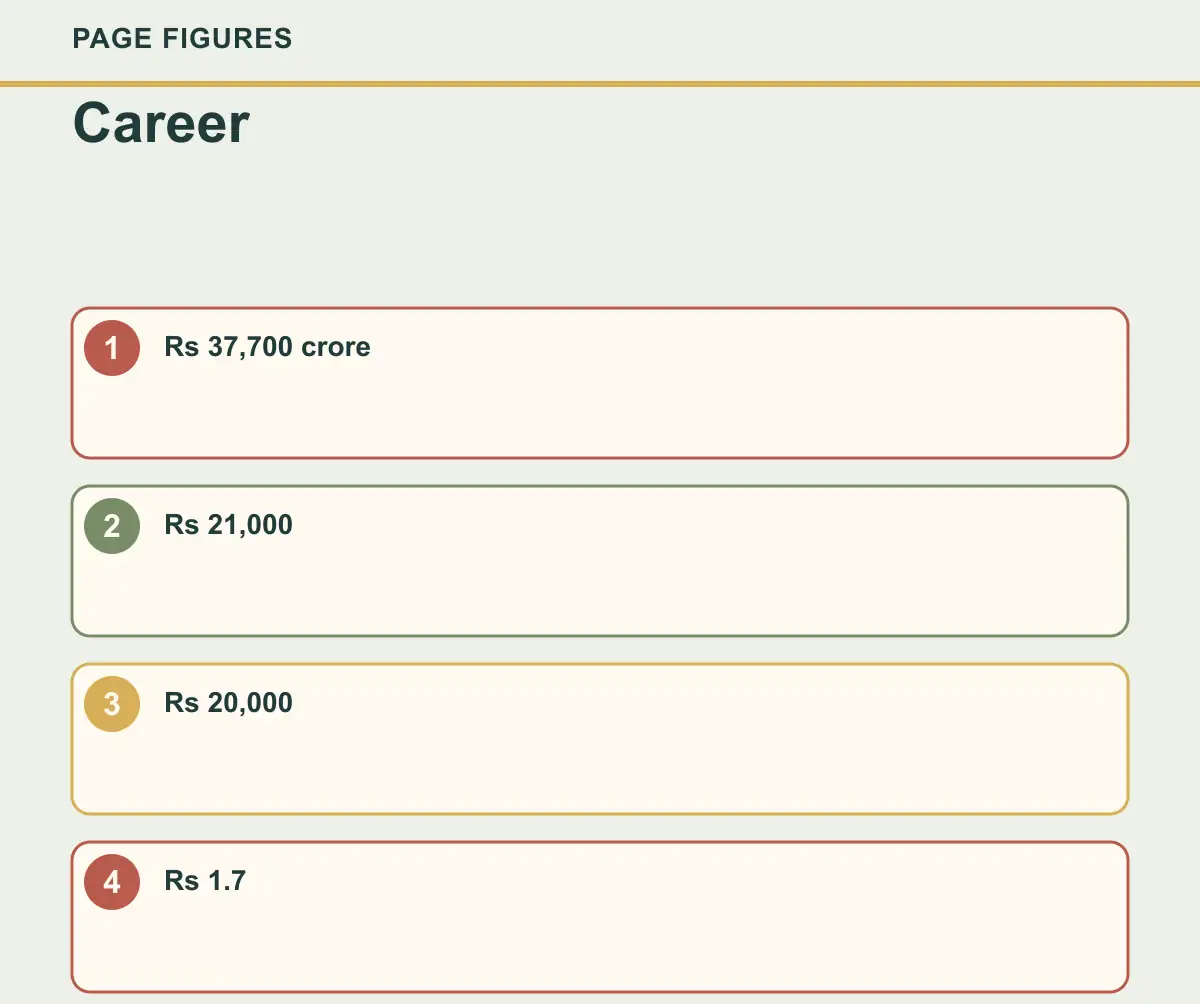 PAGE FIGURES
Career
1
Rs 37,700 crore
2
Rs 21,000
3
Rs 20,000
4
Rs 1.7